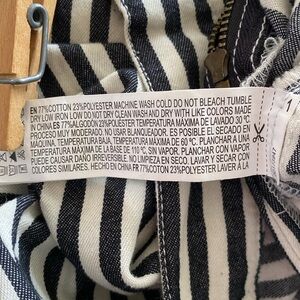 EN 77%COTTON 23%POLYESTER MACHINE WASH COLD DO NOT BLEACH TUMBLE
DRY LOW IRON LOW DO NOT DRY CLEAN WASH AND DRY WITH LIKE COLORS MADE
IN CHINA ES 77%ALGODÓN 23%POLIÉSTER TEMPERATURA MÁXIMA DE LAVADO 30 °C
PROCESO MUY MODERADO. NO USAR BLANQUEADOR. ES POSIBLE EL SECADO EN
MÁQUINA, TEMPERATURA BAJA, TEMPERATURA MÁXIMA DE 60 °C. PLANCHAR A UNA
TEMPERATURA MÁXIMA DE LA BASE DE 110 °C, SIN VAPOR. PLANCHAR CON VAPOR
PUEDE CAUSAR DAÑO IRREVERSIBLE. NO LIMPIEZA EN SECO. LAVAR Y SECAR CON
COLORES SIMILARES. HECHO EN CHINA FR 77%COTON 23%POLYESTER LAVER À LA